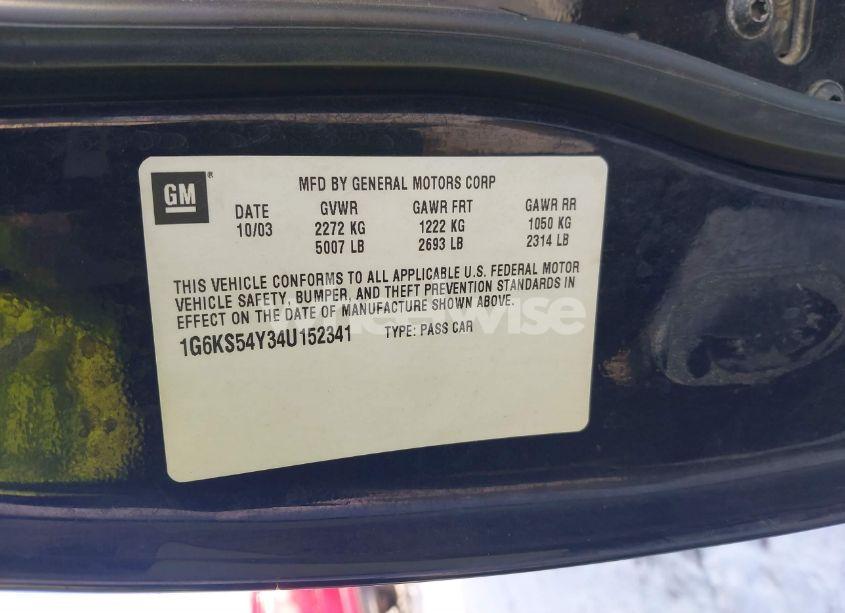 GM ®
MFD BY GENERAL MOTORS CORP
DATE GVWR GAWR FRT GAWR RR
10/03 2272 KG 1222 KG 1050 KG
5007 LB 2693 LB 2314 LB
THIS VEHICLE CONFORMS TO ALL APPLICABLE U.S. FEDERAL MOTOR
VEHICLE SAFETY, BUMPER, AND THEFT PREVENTION STANDARDS IN
EFFECT ON THE DATE OF MANUFACTURE SHOWN ABOVE.
1G6KS54Y34U152341 TYPE: PASS CAR